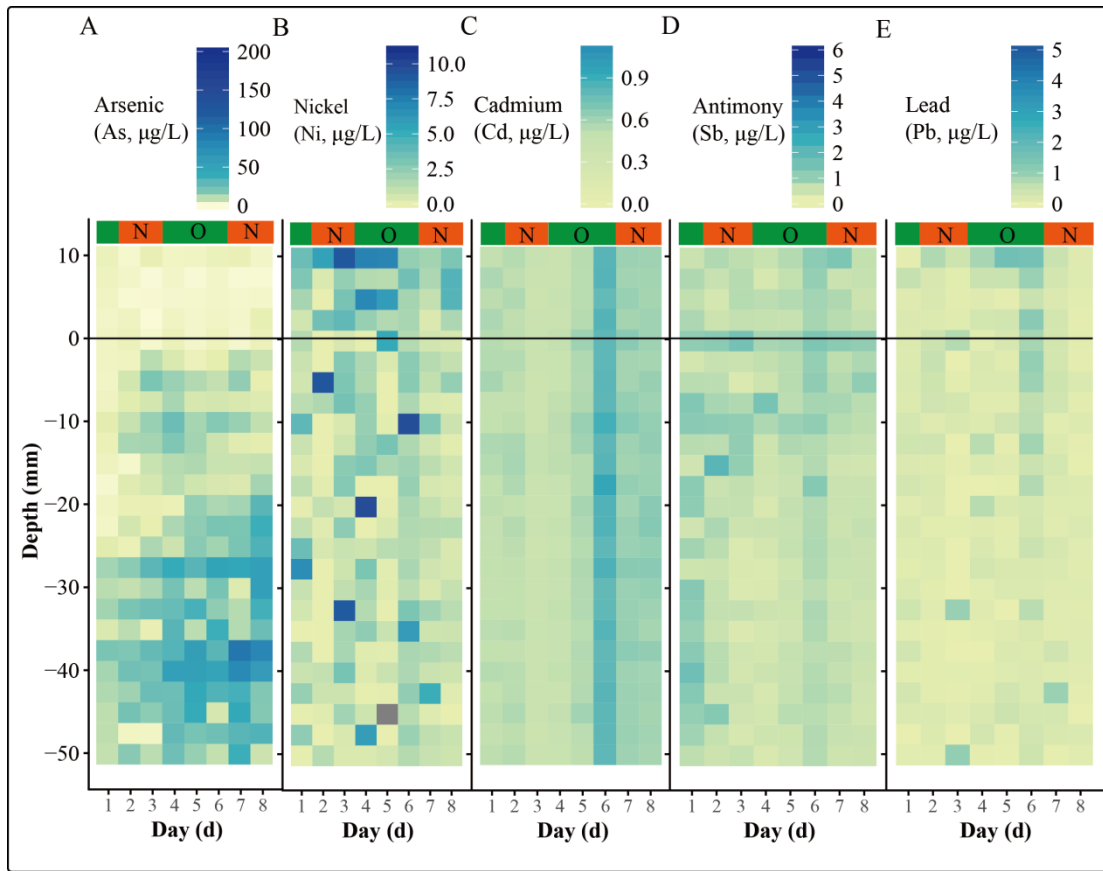 A B C D E
Arsenic
(As, μg/L)
200
150
100
50
0
Nickel
(Ni, μg/L)
10.0
7.5
5.0
2.5
0.0
Cadmium
(Cd, μg/L)
0.9
0.6
0.3
0.0
Antimony
(Sb, μg/L)
6
5
4
3
2
1
0
Lead
(Pb, μg/L)
5
4
3
2
1
0
N O N N O N N O N N O N N O N
Depth (mm)
10
0
−10
−20
−30
−40
−50
1 2 3 4 5 6 7 8 1 2 3 4 5 6 7 8 1 2 3 4 5 6 7 8 1 2 3 4 5 6 7 8 1 2 3 4 5 6 7 8
Day (d) Day (d) Day (d) Day (d) Day (d)